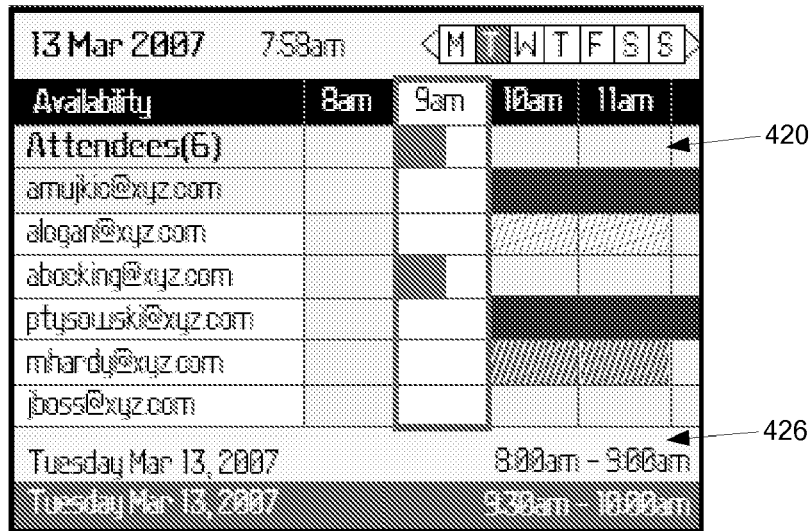 13 Mar 2007 7:58am M T W T F S S
Availability 8am 9am 10am 11am
Attendees(6)
420
amujkic@xyz.com
alogan@xyz.com
abocking@xyz.com
ptysowski@xyz.com
mhardy@xyz.com
jboss@xyz.com
426
Tuesday Mar 13, 2007 8:00am - 9:00am
Tuesday Mar 13, 2007 9:30am - 10:00am